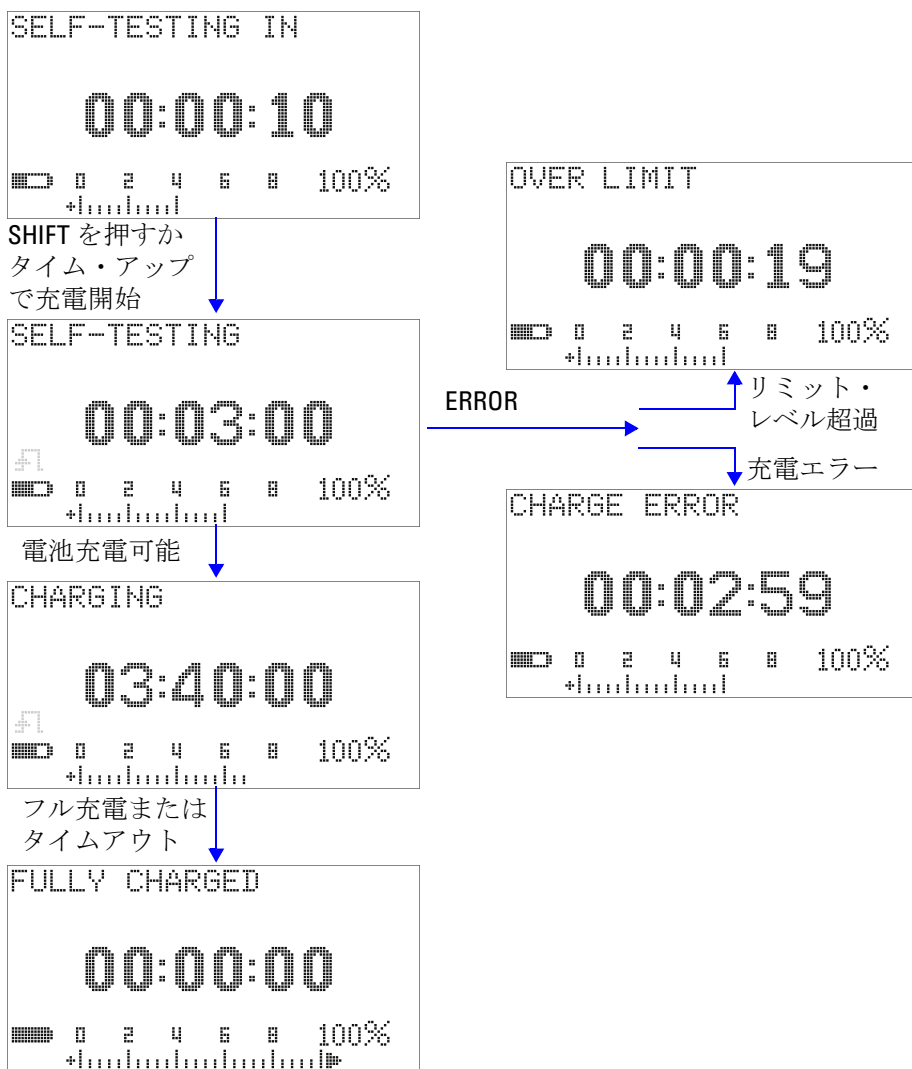 SELF-TESTING IN
00:00:10
0 2 4 6 8 100%
SHIFT を押すか
タイム・アップ
で充電開始
SELF-TESTING
00:03:00
0 2 4 6 8 100%
電池充電可能
CHARGING
03:40:00
0 2 4 6 8 100%
フル充電または
タイムアウト
FULLY CHARGED
00:00:00
0 2 4 6 8 100%
ERROR
OVER LIMIT
00:00:19
0 2 4 6 8 100%
リミット・
レベル超過
充電エラー
CHARGE ERROR
00:02:59
0 2 4 6 8 100%